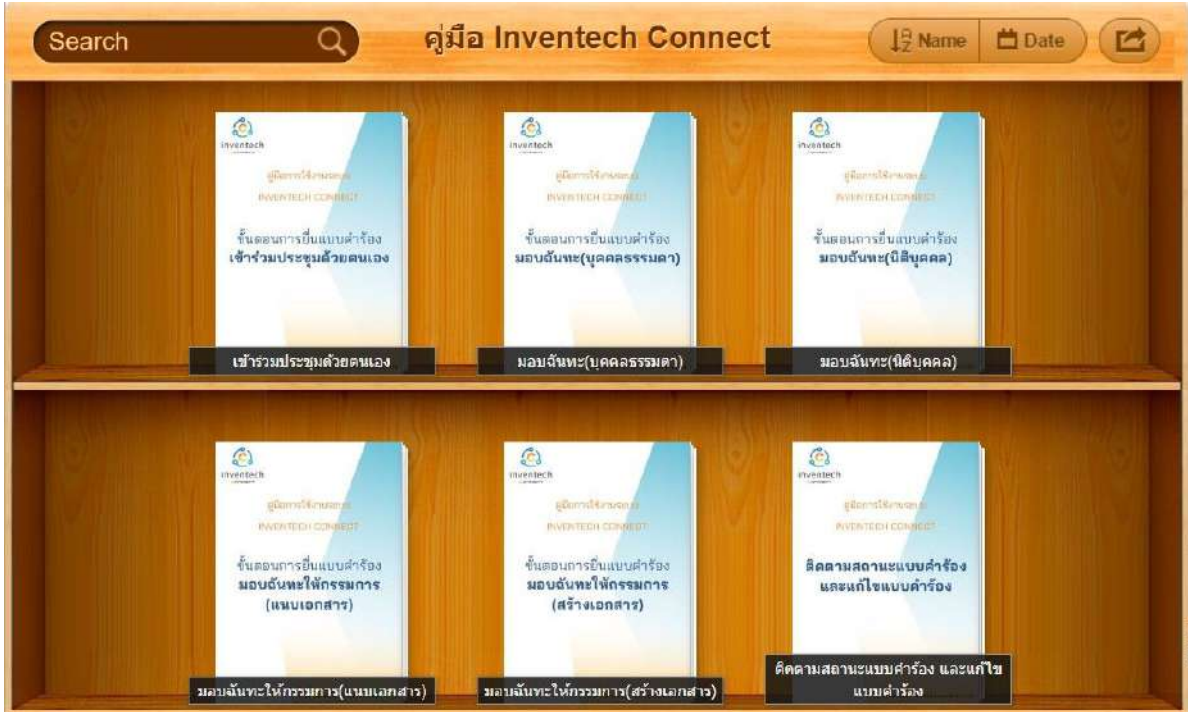 Search
คู่มือ Inventech Connect
Name
Date
inventech
คู่มือการใช้งานระบบ
INVENTECH CONNECT
ขั้นตอนการยื่นแบบคำร้อง
เข้าร่วมประชุมด้วยตนเอง
เข้าร่วมประชุมด้วยตนเอง
inventech
คู่มือการใช้งานระบบ
INVENTECH CONNECT
ขั้นตอนการยื่นแบบคำร้อง
มอบฉันทะ(บุคคลธรรมดา)
มอบฉันทะ(บุคคลธรรมดา)
inventech
คู่มือการใช้งานระบบ
INVENTECH CONNECT
ขั้นตอนการยื่นแบบคำร้อง
มอบฉันทะ(นิติบุคคล)
มอบฉันทะ(นิติบุคคล)
inventech
คู่มือการใช้งานระบบ
INVENTECH CONNECT
ขั้นตอนการยื่นแบบคำร้อง
มอบฉันทะให้กรรมการ
(แนบเอกสาร)
มอบฉันทะให้กรรมการ(แนบเอกสาร)
inventech
คู่มือการใช้งานระบบ
INVENTECH CONNECT
ขั้นตอนการยื่นแบบคำร้อง
มอบฉันทะให้กรรมการ
(สร้างเอกสาร)
มอบฉันทะให้กรรมการ(สร้างเอกสาร)
inventech
คู่มือการใช้งานระบบ
INVENTECH CONNECT
ติดตามสถานะแบบคำร้อง
และแก้ไขแบบคำร้อง
ติดตามสถานะแบบคำร้อง และแก้ไข
แบบคำร้อง